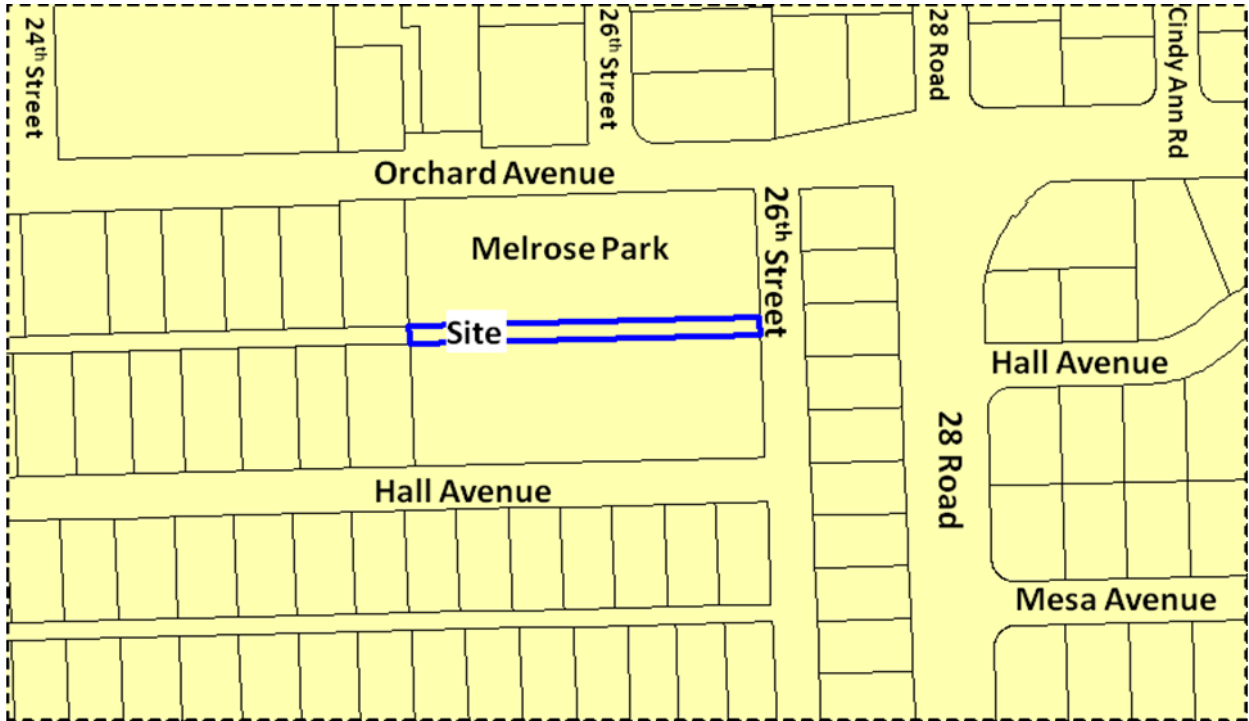 24th Street
26th Street
28 Road
Cindy Ann Rd
Orchard Avenue
Melrose Park
26th Street
Site
Hall Avenue
28 Road
Hall Avenue
Mesa Avenue